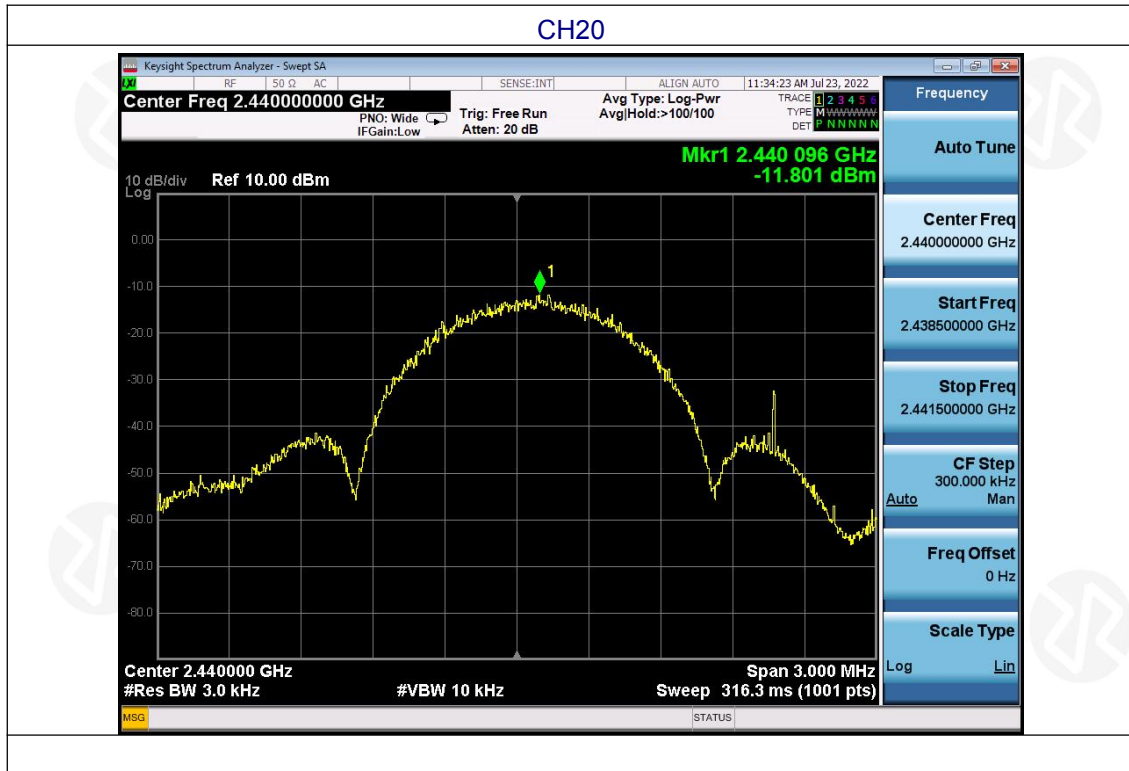 CH20
Keysight Spectrum Analyzer - Swept SA
LXI RF 50 Ω AC SENSE:INT ALIGN AUTO 11:34:23 AM Jul 23, 2022
Center Freq 2.440000000 GHz
PNO: Wide
IFGain:Low
Trig: Free Run
Atten: 20 dB
Avg Type: Log-Pwr
Avg|Hold:>100/100
TRACE 1 2 3 4 5 6
TYPE M WWWWW
DET P N N N N N
Mkr1 2.440 096 GHz
-11.801 dBm
10 dB/div Ref 10.00 dBm
Log
0.00
-10.0
-20.0
-30.0
-40.0
-50.0
-60.0
-70.0
-80.0
1
Center 2.440000 GHz
Span 3.000 MHz
#Res BW 3.0 kHz
#VBW 10 kHz
Sweep 316.3 ms (1001 pts)
MSG
STATUS
Frequency
Auto Tune
Center Freq
2.440000000 GHz
Start Freq
2.438500000 GHz
Stop Freq
2.441500000 GHz
CF Step
300.000 kHz
Auto Man
Freq Offset
0 Hz
Scale Type
Log Lin